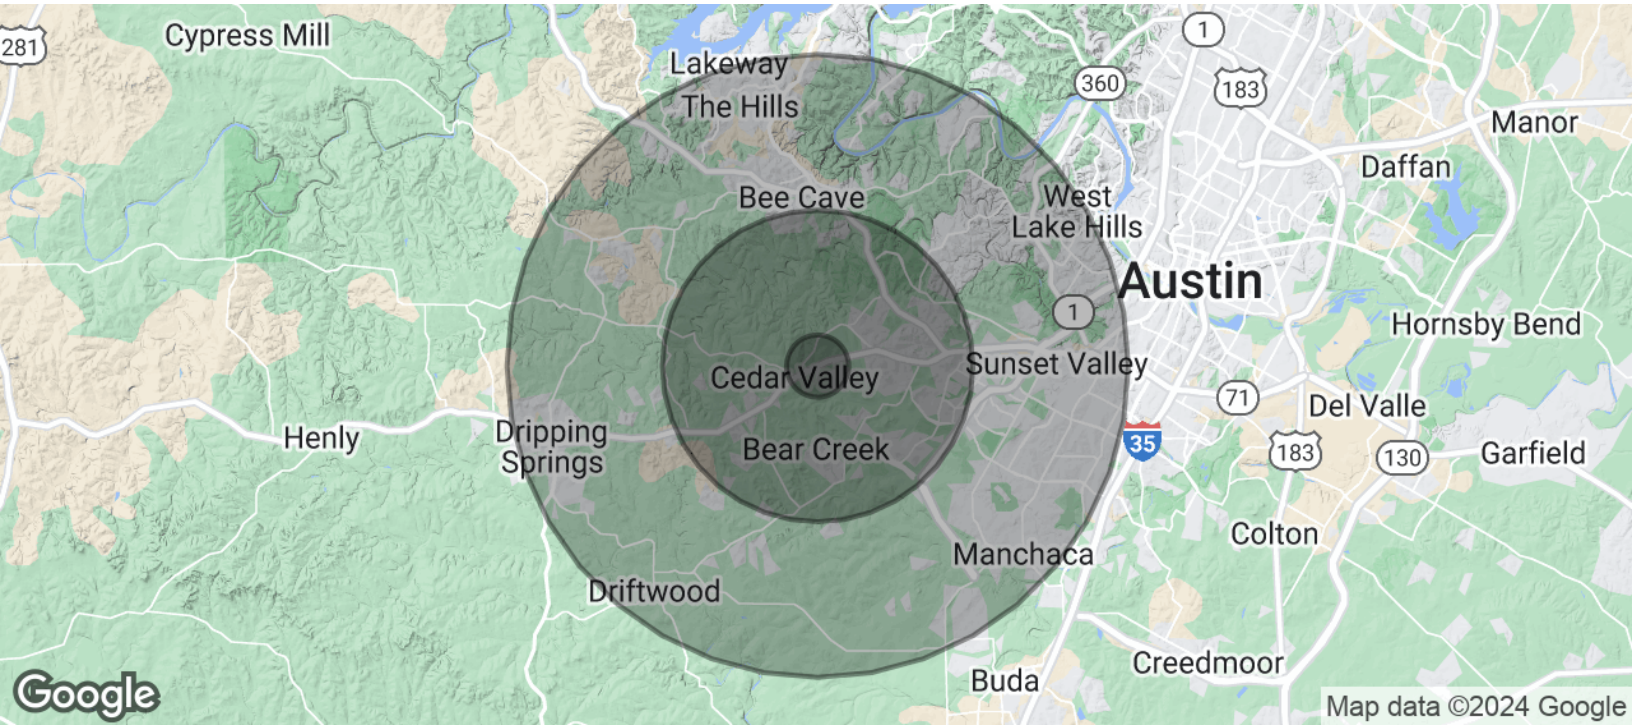 Cypress Mill
281
Lakeway
The Hills
1
360
183
Manor
Daffan
Bee Cave
West
Lake Hills
Austin
1
Hornsby Bend
Sunset Valley
Cedar Valley
71
Del Valle
Dripping
Springs
Henly
Bear Creek
35
183
130
Garfield
Colton
Manchaca
Driftwood
Creedmoor
Buda
Google
Map data ©2024 Google